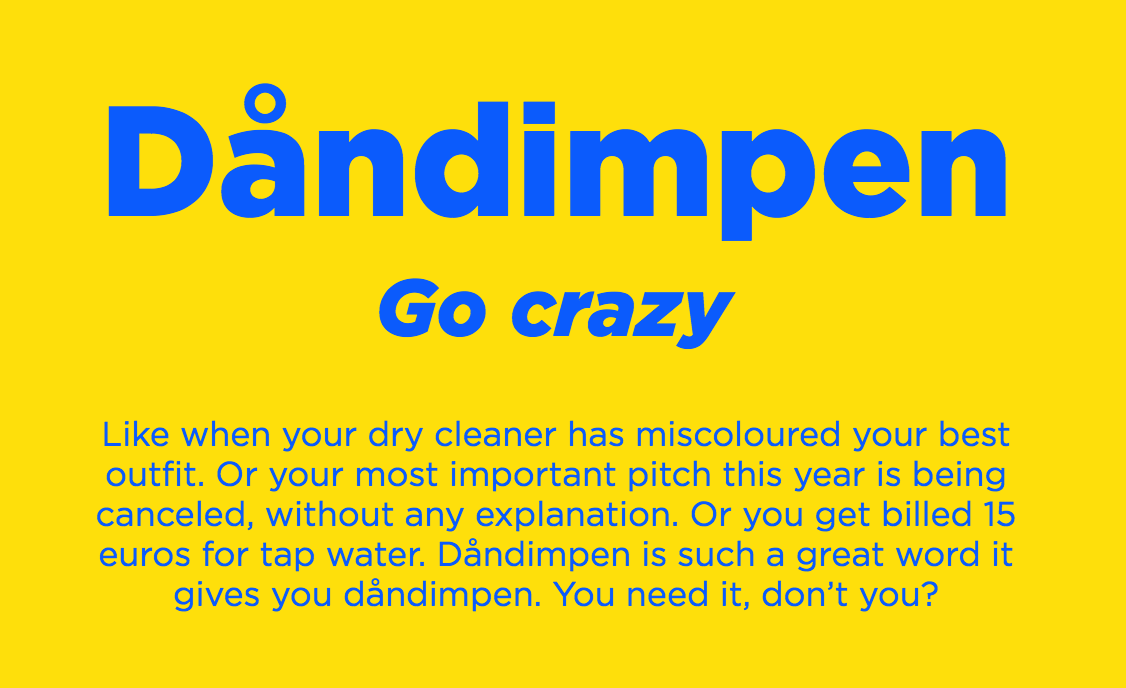 Dåndimpen
Go crazy
Like when your dry cleaner has miscoloured your best
outfit. Or your most important pitch this year is being
canceled, without any explanation. Or you get billed 15
euros for tap water. Dåndimpen is such a great word it
gives you dåndimpen. You need it, don’t you?